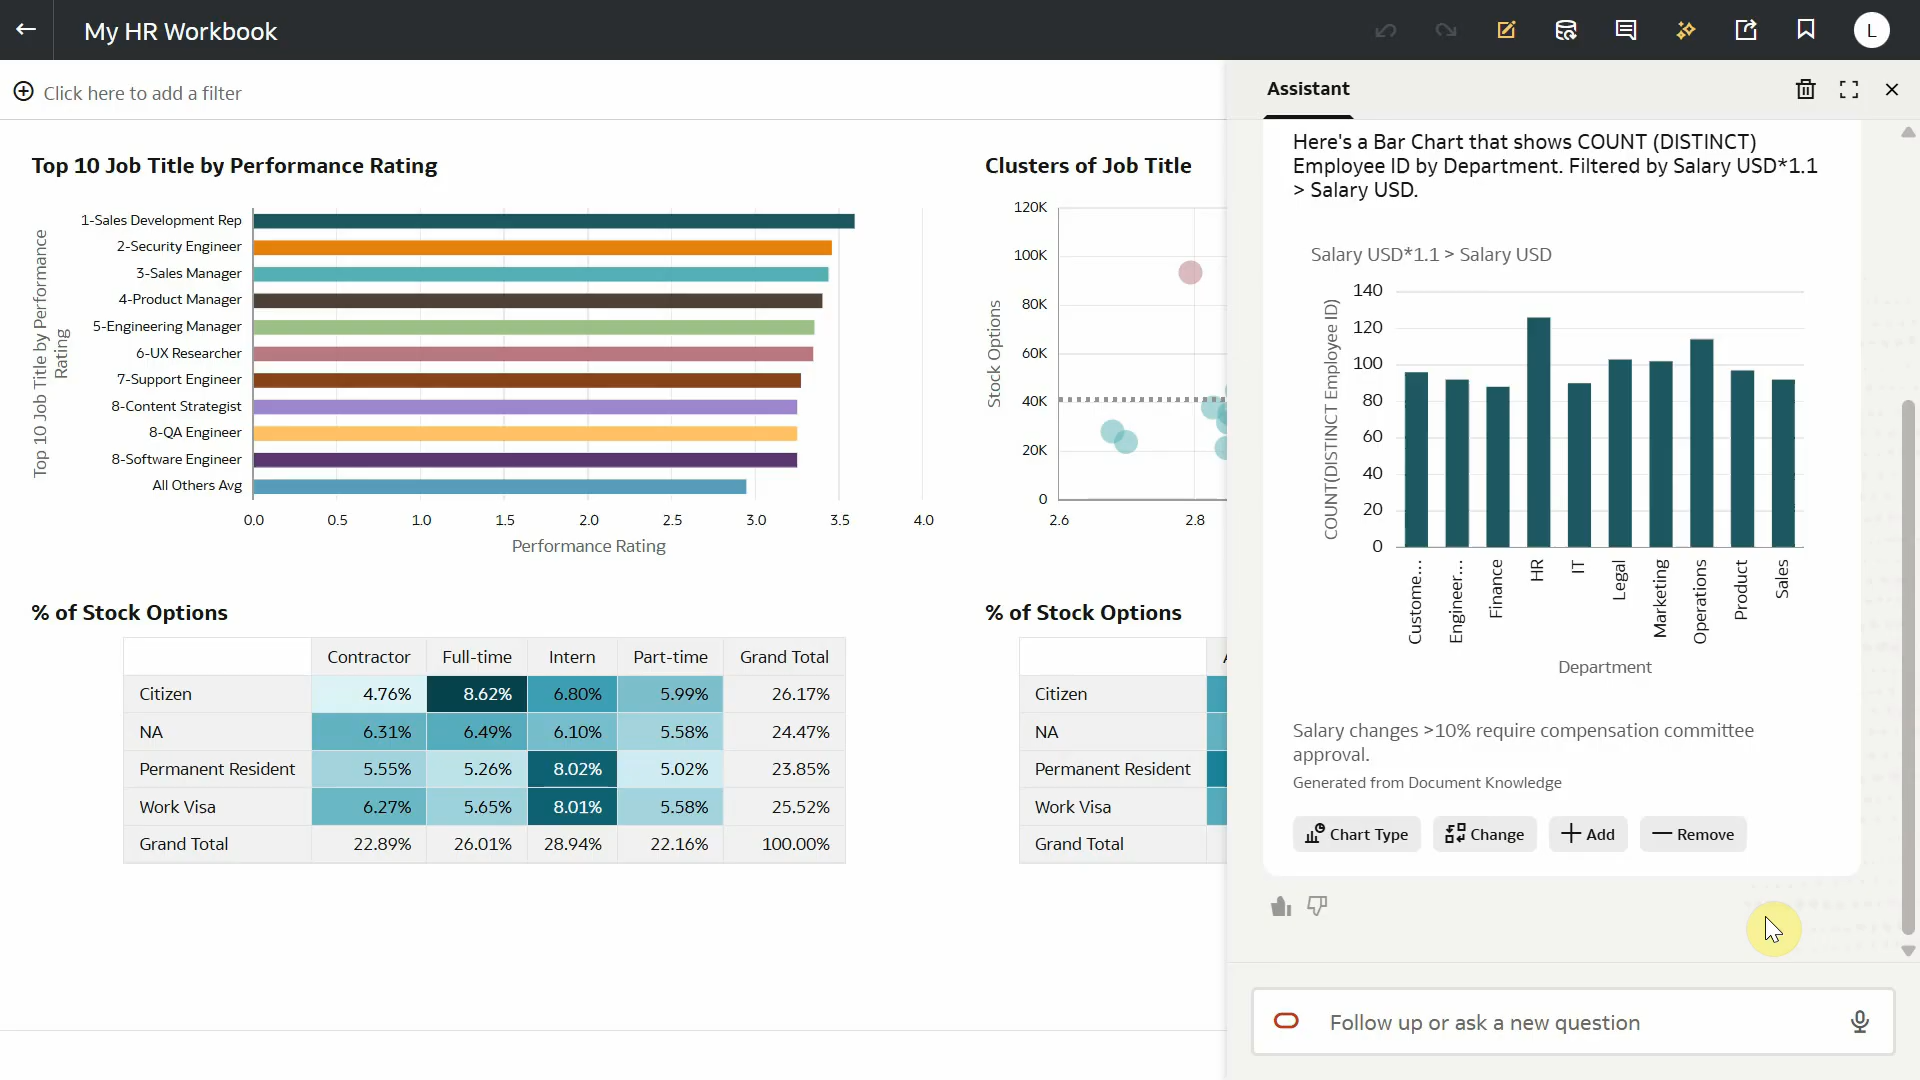 My HR Workbook
L
Click here to add a filter
Top 10 Job Title by Performance Rating
Top 10 Job Title by Performance
Rating
1-Sales Development Rep
2-Security Engineer
3-Sales Manager
4-Product Manager
5-Engineering Manager
6-UX Researcher
7-Support Engineer
8-Content Strategist
8-QA Engineer
8-Software Engineer
All Others Avg
0.0 0.5 1.0 1.5 2.0 2.5 3.0 3.5 4.0
Performance Rating
Clusters of Job Title
Stock Options
120K
100K
80K
60K
40K
20K
0
2.6 2.8
% of Stock Options
Contractor Full-time Intern Part-time Grand Total
Citizen 4.76% 8.62% 6.80% 5.99% 26.17%
NA 6.31% 6.49% 6.10% 5.58% 24.47%
Permanent Resident 5.55% 5.26% 8.02% 5.02% 23.85%
Work Visa 6.27% 5.65% 8.01% 5.58% 25.52%
Grand Total 22.89% 26.01% 28.94% 22.16% 100.00%
% of Stock Options
Citizen
NA
Permanent Resident
Work Visa
Grand Total
Assistant
Here's a Bar Chart that shows COUNT (DISTINCT)
Employee ID by Department. Filtered by Salary USD*1.1
> Salary USD.
Salary USD*1.1 > Salary USD
COUNT(DISTINCT Employee ID)
140
120
100
80
60
40
20
0
Custome...
Engineer...
Finance
HR
IT
Legal
Marketing
Operations
Product
Sales
Department
Salary changes >10% require compensation committee
approval.
Generated from Document Knowledge
Chart Type Change Add Remove
Follow up or ask a new question